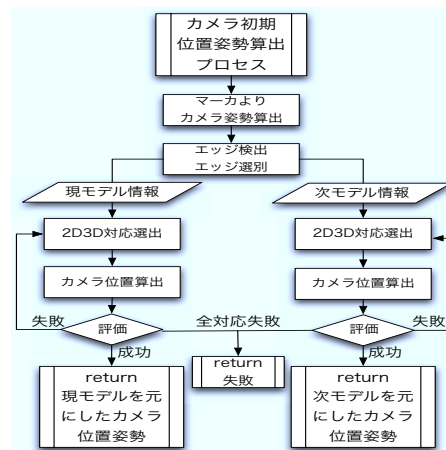 カメラ初期
位置姿勢算出
プロセス
マーカより
カメラ姿勢算出
エッジ検出
エッジ選別
現モデル情報
次モデル情報
2D3D対応選出
2D3D対応選出
カメラ位置算出
カメラ位置算出
失敗
評価
全対応失敗
評価
失敗
成功
成功
return
失敗
return
現モデルを元
にしたカメラ
位置姿勢
return
次モデルを元
にしたカメラ
位置姿勢